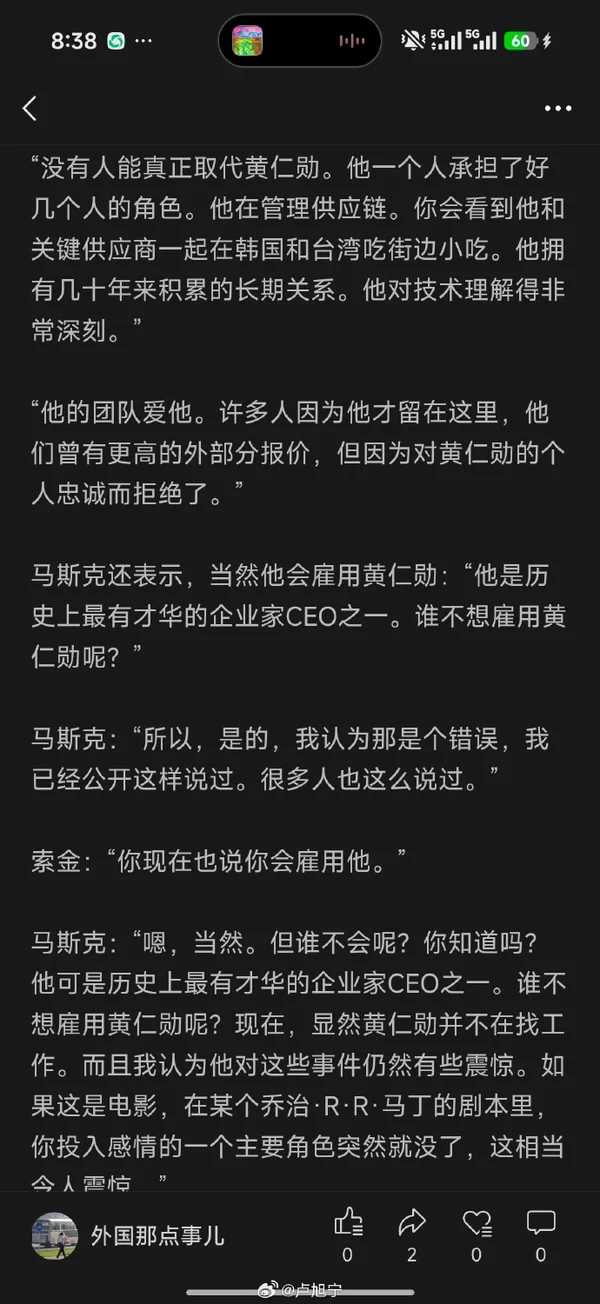 8:38
5G
5G
60
“没有人能真正取代黄仁勋。他一个人承担了好
几个人的角色。他在管理供应链。你会看到他和
关键供应商一起在韩国和台湾吃街边小吃。他拥
有几十年来积累的长期关系。他对技术理解得非
常深刻。”
“他的团队爱他。许多人因为他才留在这里，他
们曾有更高的外部分报价，但因为对黄仁勋的个
人忠诚而拒绝了。”
马斯克还表示，当然他会雇用黄仁勋：“他是历
史上最有才华的企业家CEO之一。谁不想雇用黄
仁勋呢？”
马斯克：“所以，是的，我认为那是个错误，我
已经公开这样说过。很多人也这么说过。”
索金：“你现在也说你会雇用他。”
马斯克：“嗯，当然。但谁不会呢？你知道吗？
他可是历史上最有才华的企业家CEO之一。谁不
想雇用黄仁勋呢？现在，显然黄仁勋并不在找工
作。而且我认为他对这些事件仍然有些震惊。如
果这是电影，在某个乔治·R·R·马丁的剧本里，
你投入感情的一个主要角色突然就没了，这相当
令人震惊。”
外国那点事儿
0
2
0
0
@卢旭宁